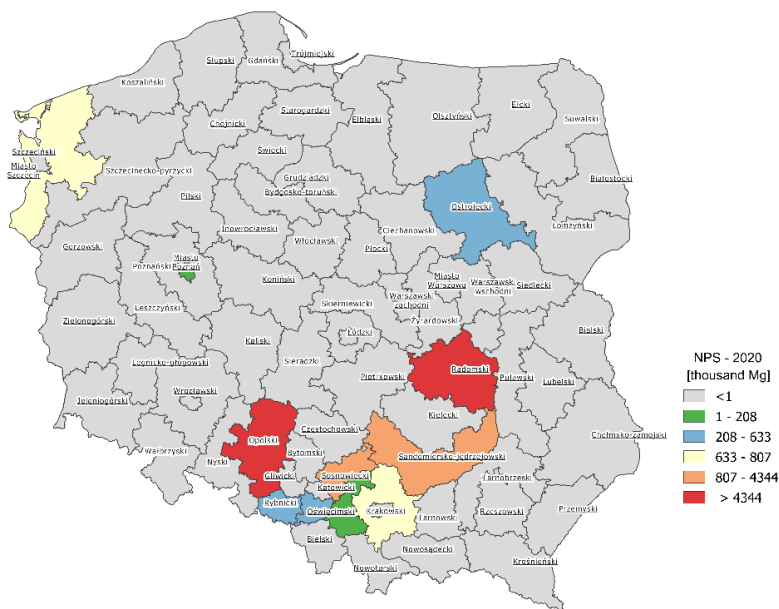 Trójmiejski
Słupski
Gdański
Koszaliński
Ełcki
Starogardzki
Olsztyński
Suwalski
Elbląski
Chojnicki
Szczeciński
Świecki
Miasto
Szczecin
Szczecinecko-pyrzycki
Grudziądzki
Białostocki
Pilski
Bydgosko-toruński
Ostrołęcki
Inowrocławski
Ciechanowski
Łomżyński
Włocławski
Gorzowski
Płocki
Miasto
Poznański
Poznań
Koniński
Miasto
Warszawa
Warszawski
wschodni
Siedlecki
Warszawski
zachodni
Skierniewicki
Leszczyński
Żyrardowski
Zielonogórski
Łódzki
Bialski
Kaliski
Legnicko-głogowski
Sieradzki
Piotrkowski
Radomski
Puławski
Lubelski
Wrocławski
Jeleniogórski
Kielecki
Częstochowski
Chełmsko-zamojski
Opolski
Wałbrzyski
Bytomski
Nyski
Sandomiersko-jędrzejowski
Gliwicki
Sosnowiecki
Katowicki
Tarnobrzeski
Rybnicki
Oświęcimski
Krakowski
Tarnowski
Rzeszowski
Przemyski
Bielski
Nowosądecki
Nowotarski
Krośnieński
NPS - 2020
[thousand Mg]
<1
1 - 208
208 - 633
633 - 807
807 - 4344
> 4344